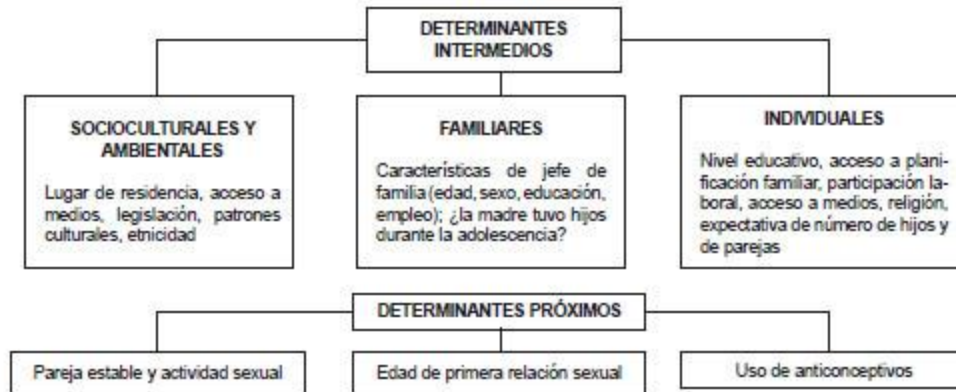 DETERMINANTES
INTERMEDIOS
SOCIOCULTURALES Y
AMBIENTALES
Lugar de residencia, acceso a
medios, legislación, patrones
culturales, etnicidad
FAMILIARES
Características de jefe de
familia (edad, sexo, educación,
empleo); ¿la madre tuvo hijos
durante la adolescencia?
INDIVIDUALES
Nivel educativo, acceso a plani-
ficación familiar, participación la-
boral, acceso a medios, religión,
expectativa de número de hijos y
de parejas
DETERMINANTES PRÓXIMOS
Pareja estable y actividad sexual
Edad de primera relación sexual
Uso de anticonceptivos